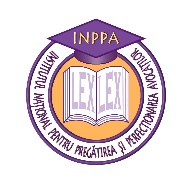 INPPA
INSTITUTUL NAȚIONAL PENTRU PREGĂTIREA ȘI PERFECȚIONAREA AVOCAȚILOR
LEX LEX